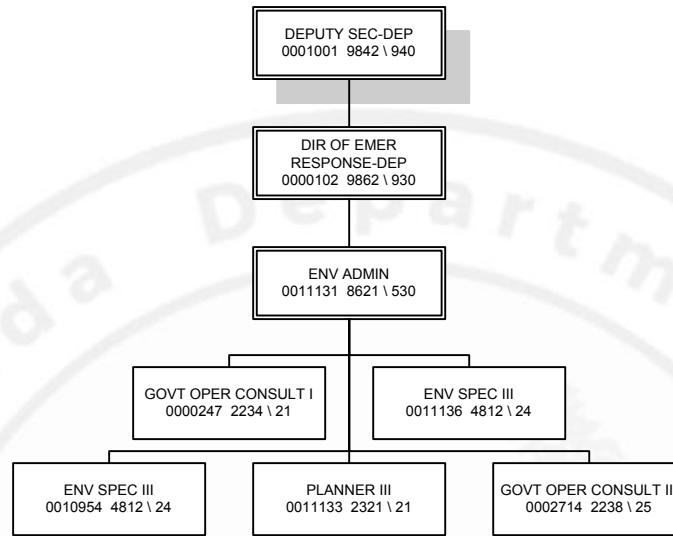 DEPUTY SEC-DEP
0001001 9842 \ 940
DIR OF EMER
RESPONSE-DEP
0000102 9862 \ 930
ENV ADMIN
0011131 8621 \ 530
GOVT OPER CONSULT I
0000247 2234 \ 21
ENV SPEC III
0011136 4812 \ 24
ENV SPEC III
0010954 4812 \ 24
PLANNER III
0011133 2321 \ 21
GOVT OPER CONSULT II
0002714 2238 \ 25
da Departm